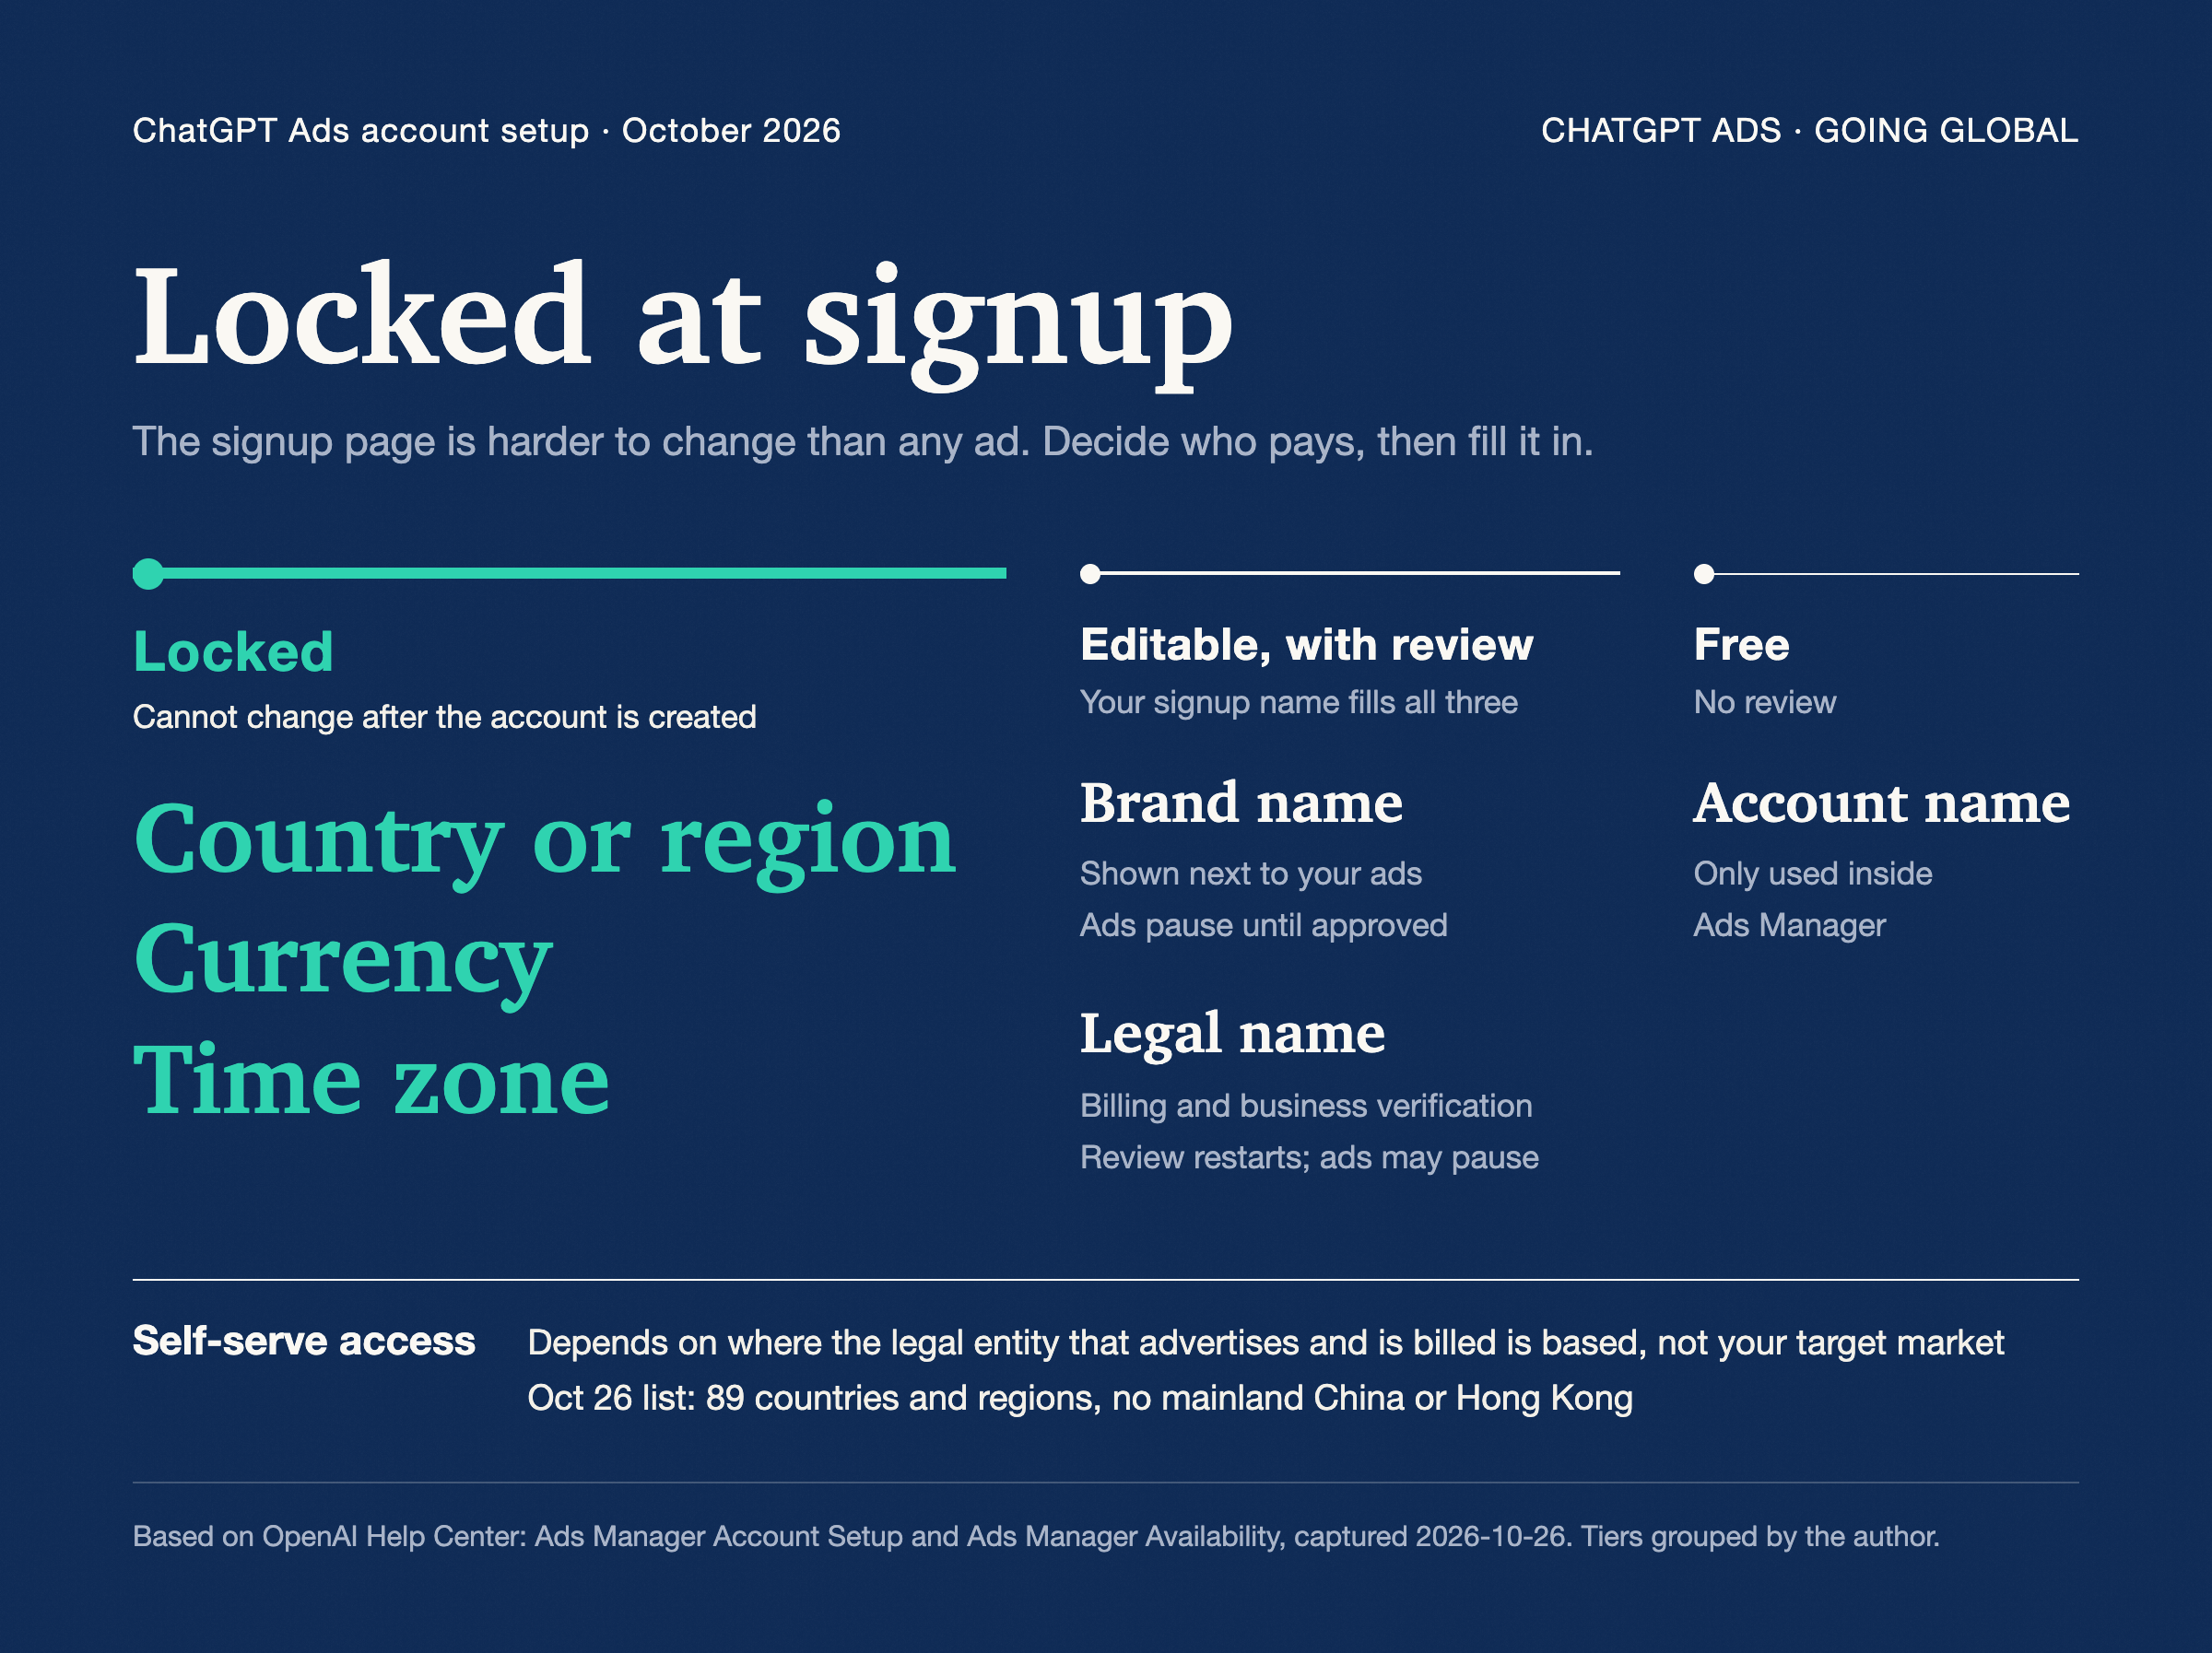 ChatGPT Ads account setup · October 2026
CHATGPT ADS · GOING GLOBAL
Locked at signup
The signup page is harder to change than any ad. Decide who pays, then fill it in.
Locked
Cannot change after the account is created
Country or region
Currency
Time zone
Editable, with review
Your signup name fills all three
Brand name
Shown next to your ads
Ads pause until approved
Legal name
Billing and business verification
Review restarts; ads may pause
Free
No review
Account name
Only used inside
Ads Manager
Self-serve access
Depends on where the legal entity that advertises and is billed is based, not your target market
Oct 26 list: 89 countries and regions, no mainland China or Hong Kong
Based on OpenAI Help Center: Ads Manager Account Setup and Ads Manager Availability, captured 2026-10-26. Tiers grouped by the author.